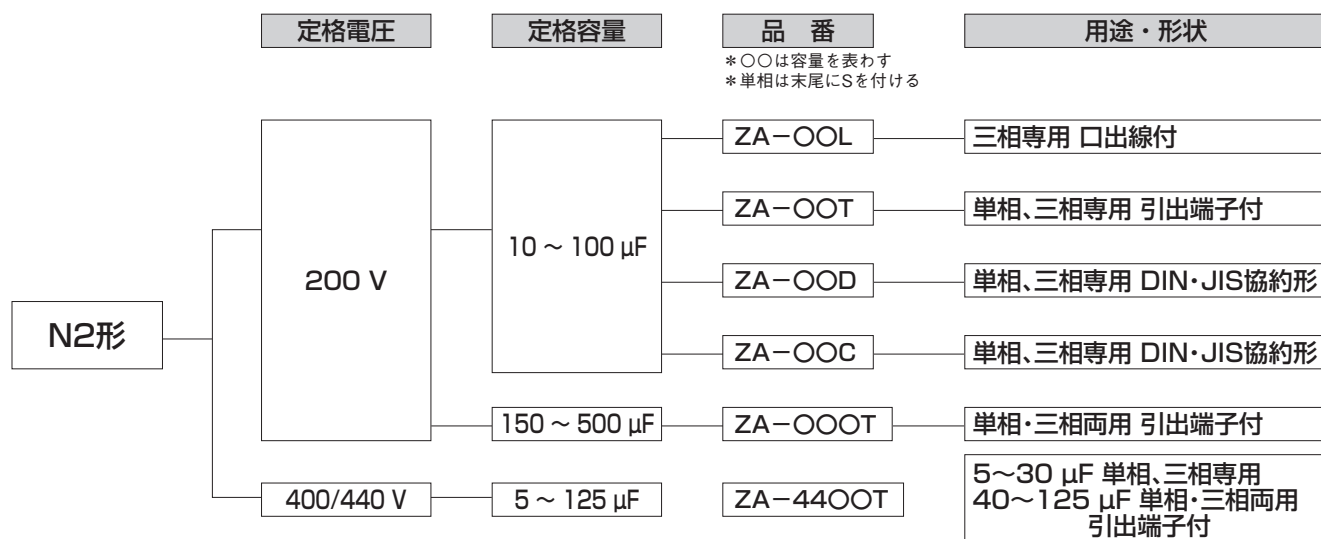 定格電圧
定格容量
品 番
用途・形状
＊○○は容量を表わす
＊単相は末尾にSを付ける
N2形
200 V
10 ～ 100 μF
ZA－○○L
三相専用 口出線付
ZA－○○T
単相、三相専用 引出端子付
ZA－○○D
単相、三相専用 DIN・JIS協約形
ZA－○○C
単相、三相専用 DIN・JIS協約形
150 ～ 500 μF
ZA－○○○T
単相・三相両用 引出端子付
400/440 V
5 ～ 125 μF
ZA－44○○T
5～30 μF 単相、三相専用
40～125 μF 単相・三相両用
引出端子付